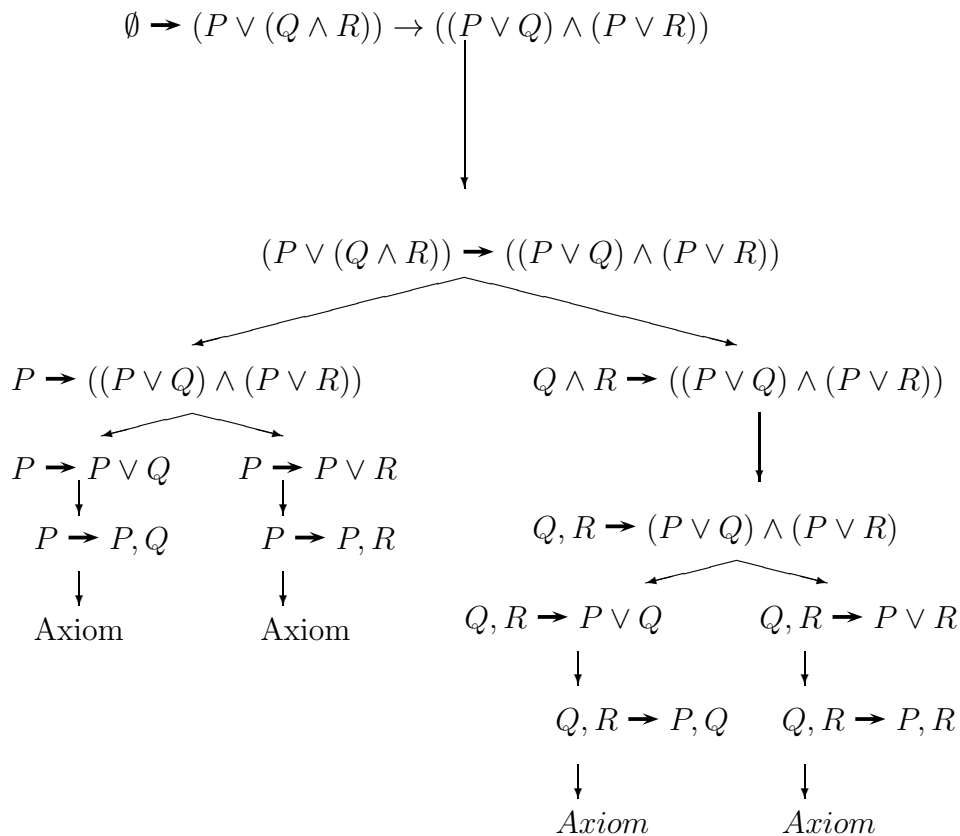 ∅ → (P ∨ (Q ∧ R)) → ((P ∨ Q) ∧ (P ∨ R))
(P ∨ (Q ∧ R)) → ((P ∨ Q) ∧ (P ∨ R))
P → ((P ∨ Q) ∧ (P ∨ R)) Q ∧ R → ((P ∨ Q) ∧ (P ∨ R))
P → P ∨ Q P → P ∨ R
Q, R → (P ∨ Q) ∧ (P ∨ R)
P → P, Q P → P, R
Q, R → P ∨ Q Q, R → P ∨ R
Axiom Axiom
Q, R → P, Q Q, R → P, R
Axiom Axiom